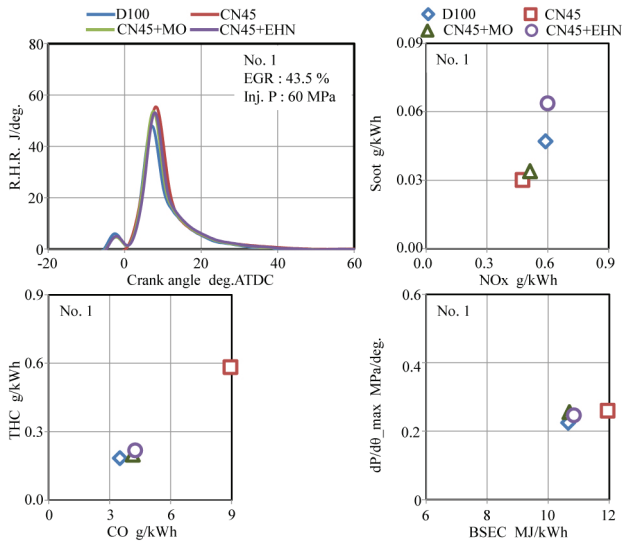 D100 CN45
CN45+MO CN45+EHN
80
60
40
20
0
R.H.R. J/deg.
No. 1
EGR : 43.5 %
Inj. P : 60 MPa
-20 0 20 40 60
Crank angle deg.ATDC
D100 CN45
CN45+MO CN45+EHN
0.09
0.06
0.03
0.00
Soot g/kWh
No. 1
0.0 0.3 0.6 0.9
NOx g/kWh
0.9
0.6
0.3
0.0
THC g/kWh
No. 1
0 3 6 9
CO g/kWh
0.6
0.4
0.2
0.0
dP/dθ_max MPa/deg.
No. 1
6 8 10 12
BSEC MJ/kWh